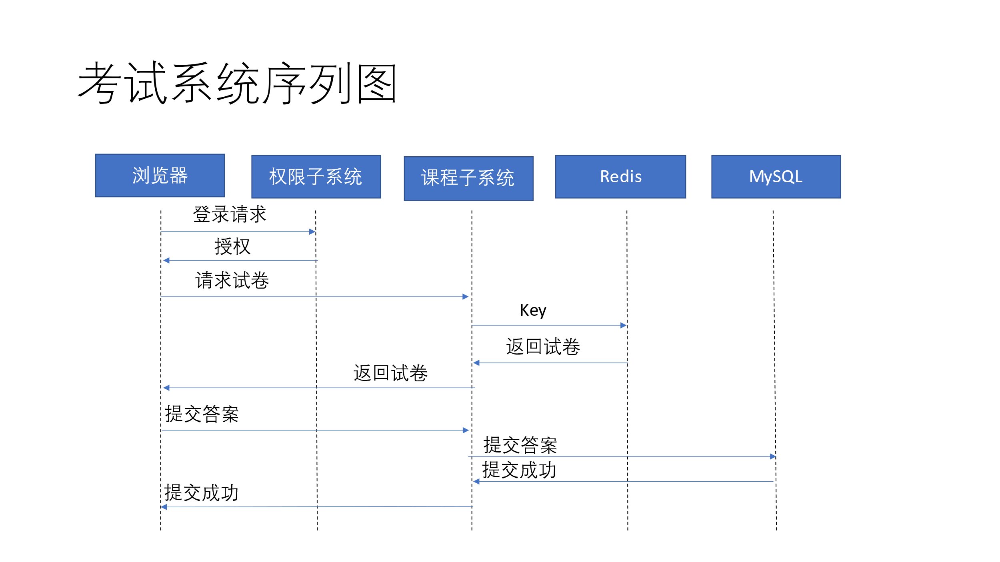 考试系统序列图
浏监器
权限子系统
课程子系统
Redis
MySQL
登录请求
授权
请求试卷
Key
返回试卷
返回试卷
提交答案
提交答案
提交成功
提交成功